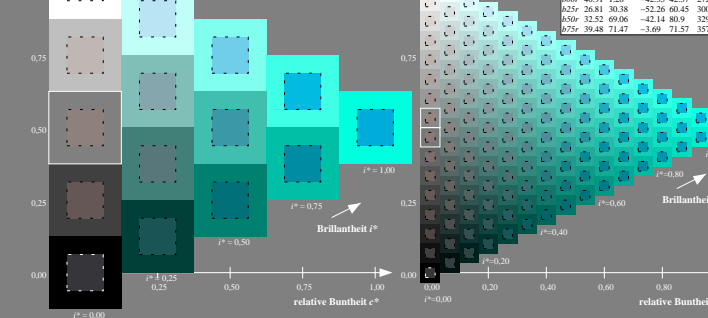 0,75
0,50
0,25
0,00
i* = 1,00
i* = 0,75
i* = 0,50
i* = 0,25
i* = 0,00
Brillantheit i*
0,25
0,50
0,75
1,00
relative Buntheit c*
b25r 26.81 30.38 −52.26 60.45
b50r 32.52 69.06 −42.14 80.9
b75r 39.48 71.47 −3.69 71.57
0,75
0,50
0,25
0,00
i*=0,80
i*=0,60
i*=0,40
i*=0,20
i*=0,00
0,00
0,20
0,40
0,60
0,80
relative Bunthei
Brillanthei